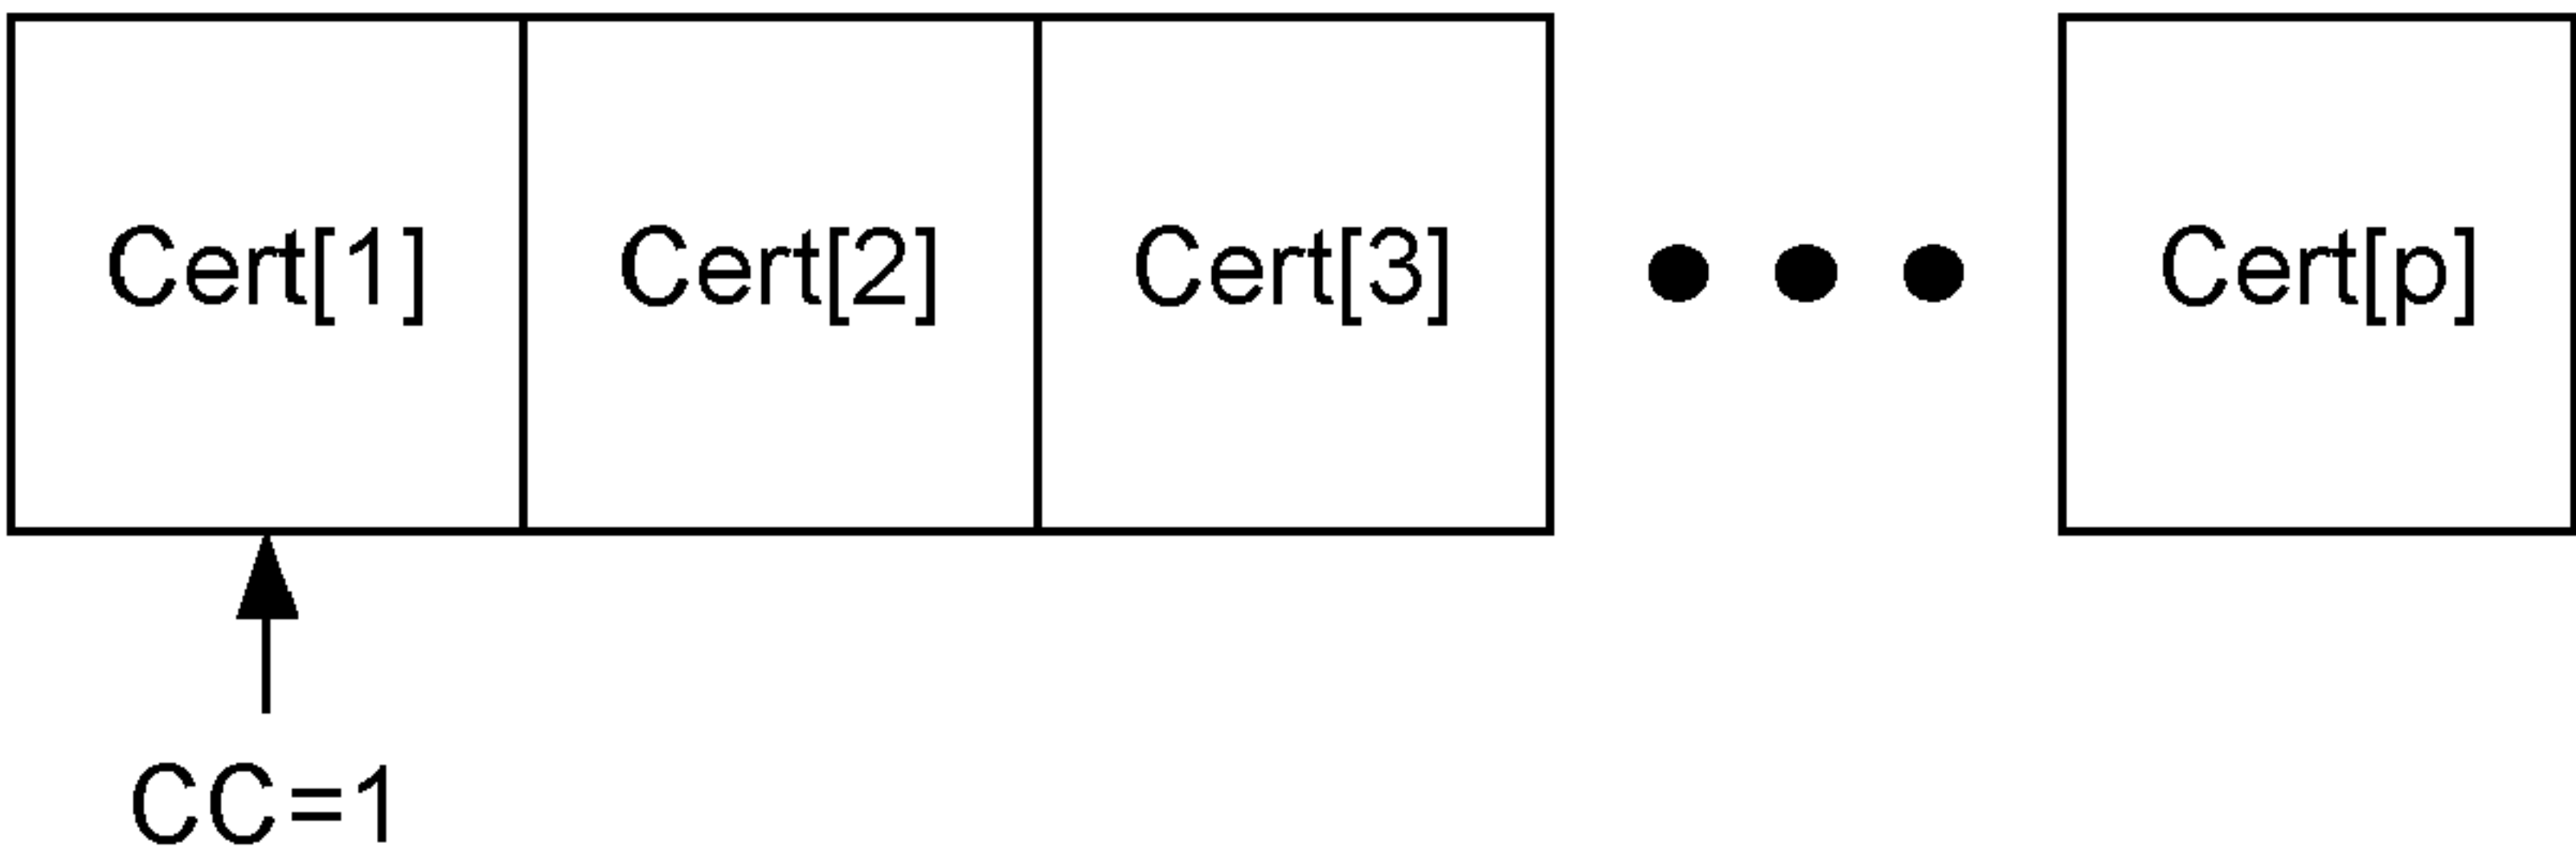 Cert[1] Cert[2] Cert[3] ● ● ● Cert[p]
CC=1